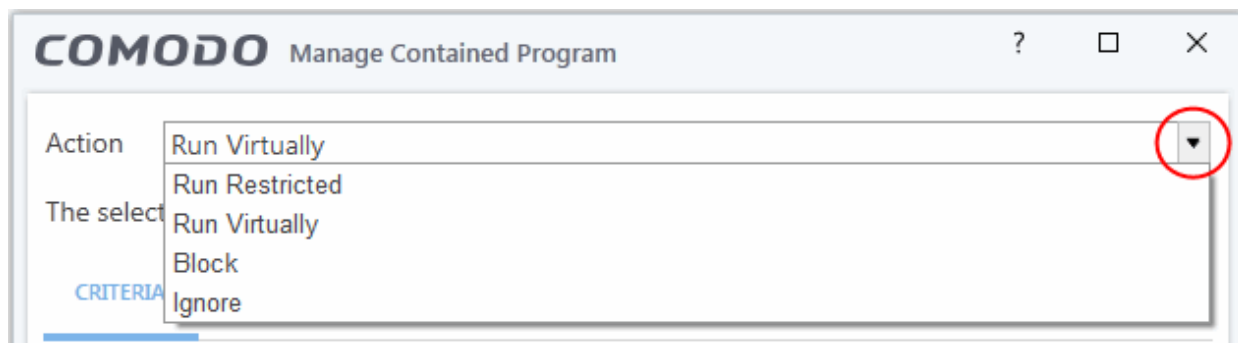 COMODO Manage Contained Program ?
Action Run Virtually
Run Restricted
The select
Run Virtually
Block
CRITERIA
Ignore